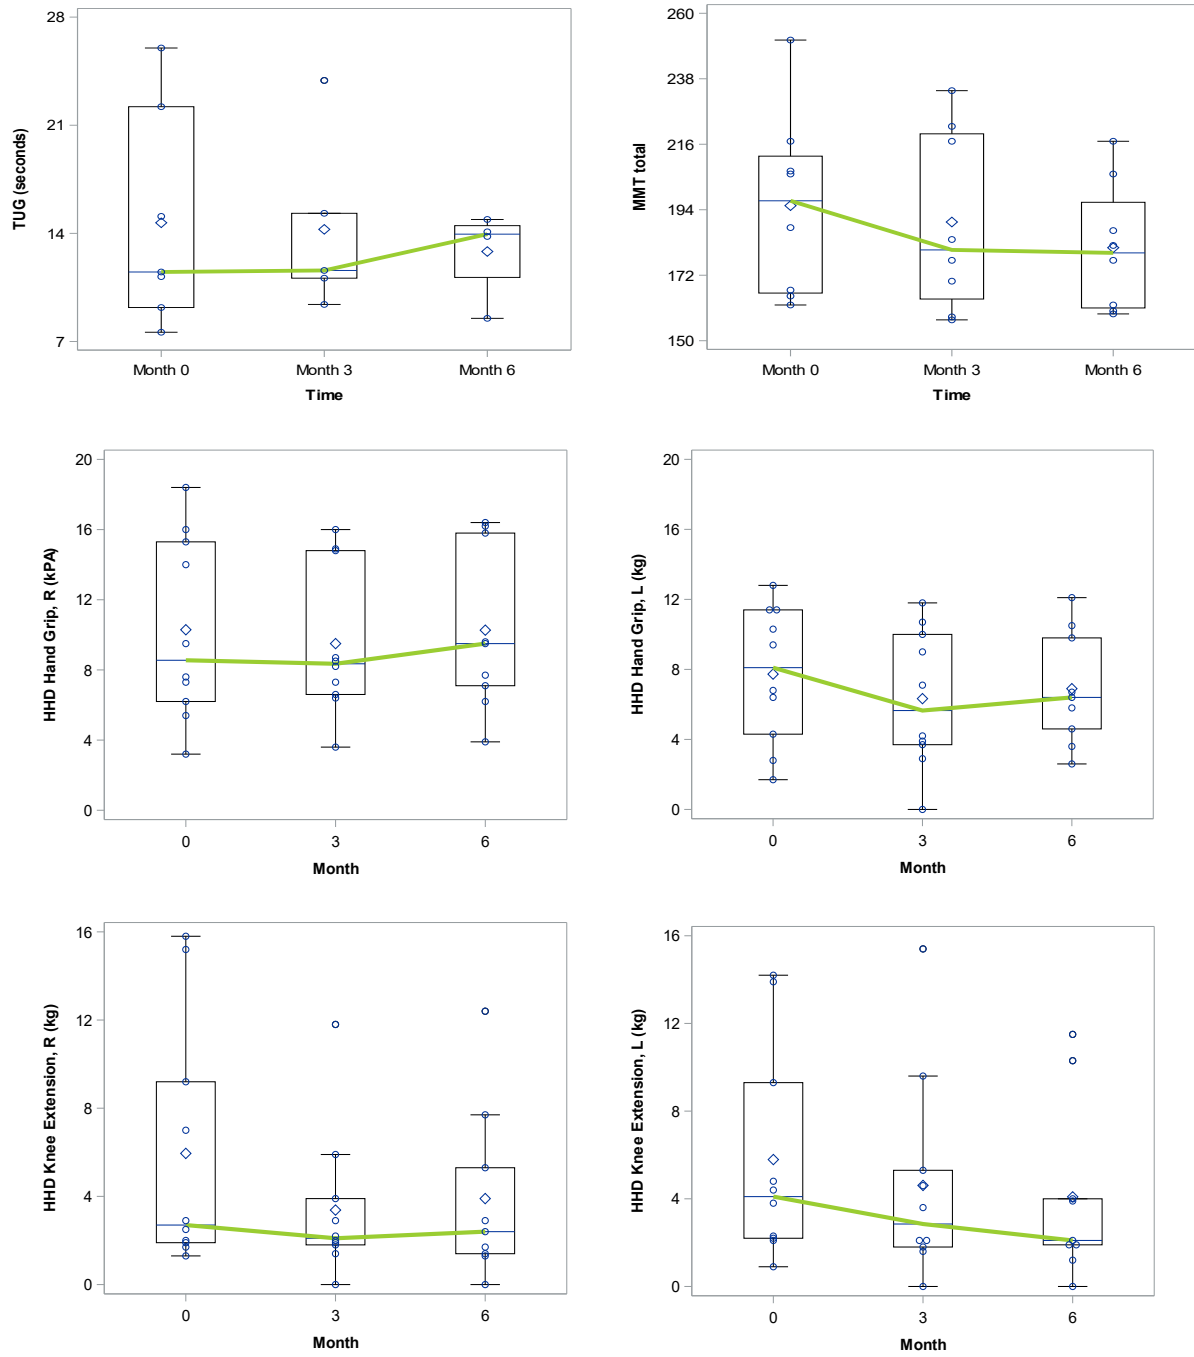 TUG (seconds)
28
21
14
7
Month 0 Month 3 Month 6
Time
MMT total
260
238
216
194
172
150
Month 0 Month 3 Month 6
Time
HHD Hand Grip, R (kPA)
20
16
12
8
4
0
0 3 6
Month
HHD Hand Grip, L (kg)
20
16
12
8
4
0
0 3 6
Month
HHD Knee Extension, R (kg)
16
12
8
4
0
0 3 6
Month
HHD Knee Extension, L (kg)
16
12
8
4
0
0 3 6
Month